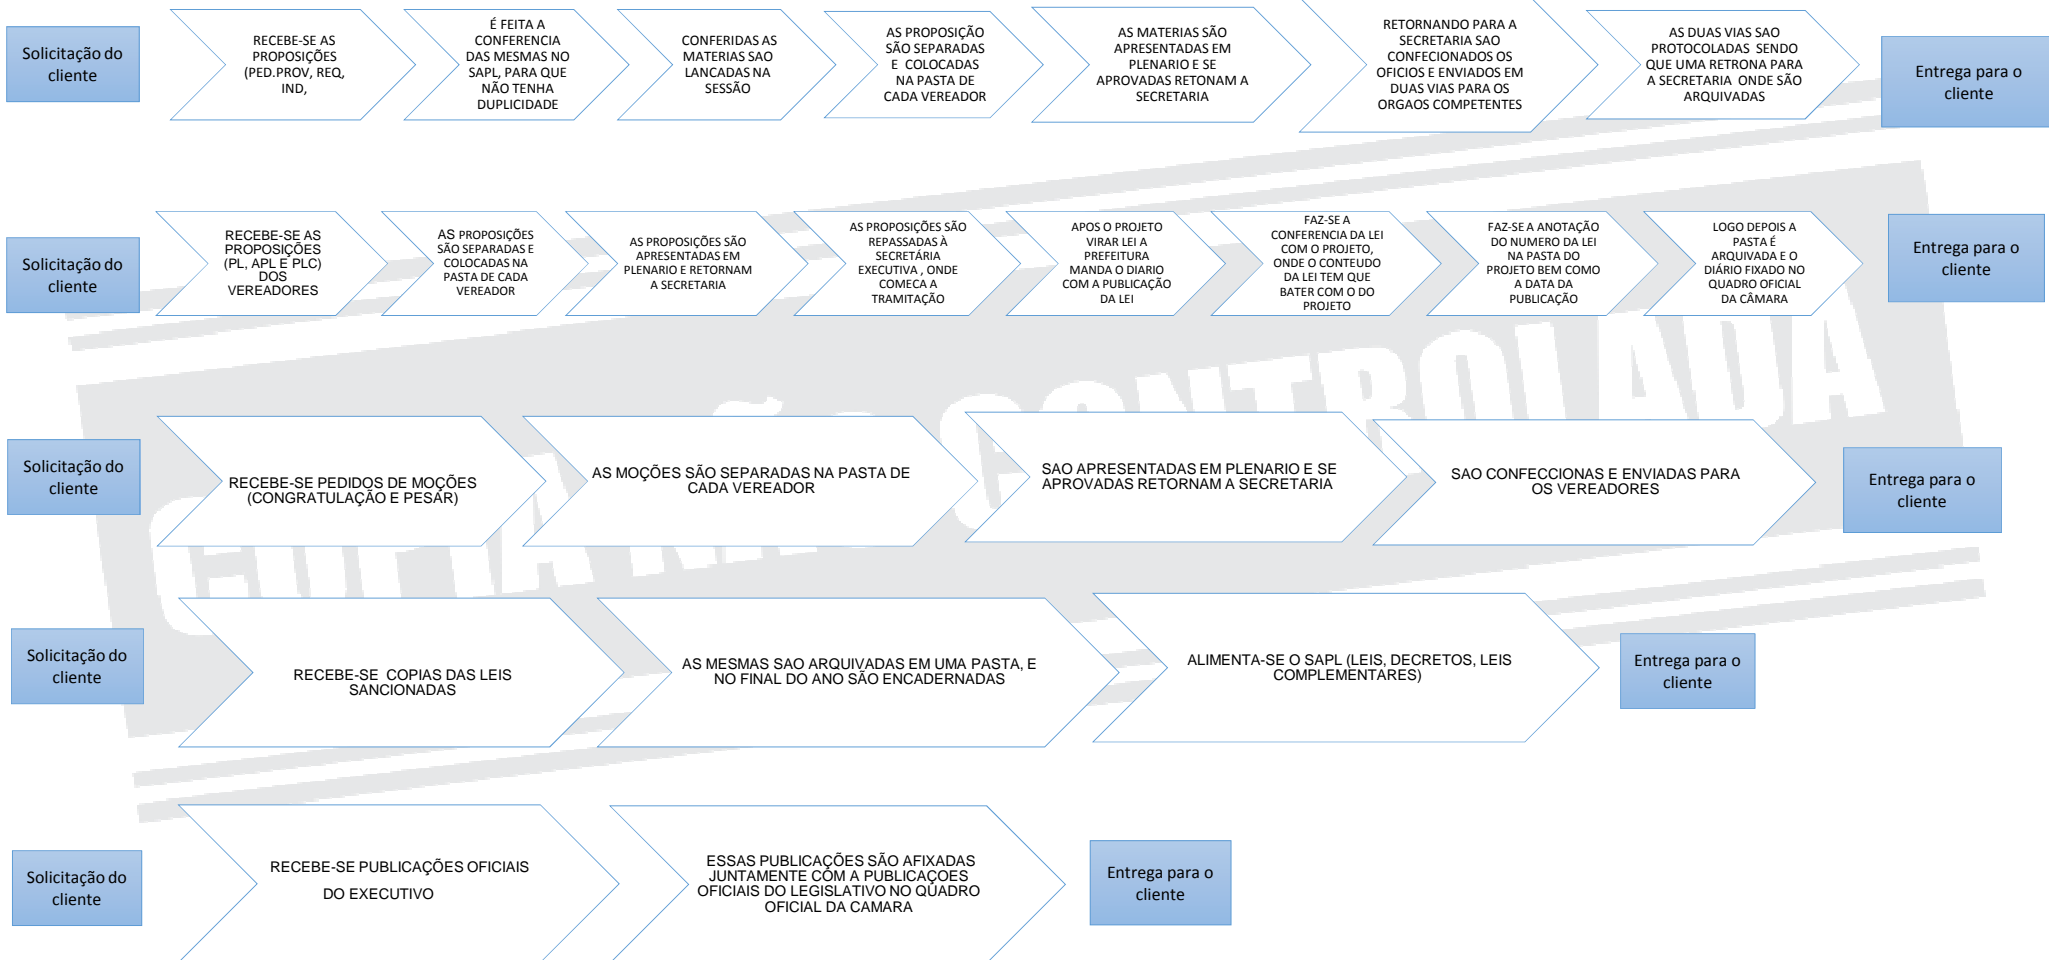 Solicitação do
cliente
RECEBE-SE AS
PROPOSIÇÕES
(PED.PROV, REQ,
IND,
É FEITA A
CONFERENCIA
DAS MESMAS NO
SAPL, PARA QUE
NÃO TENHA
DUPLICIDADE
CONFERIDAS AS
MATERIAS SAO
LANCADAS NA
SESSÃO
AS PROPOSIÇÃO
SÃO SEPARADAS
E COLOCADAS
NA PASTA DE
CADA VEREADOR
AS MATERIAS SÃO
APRESENTADAS EM
PLENARIO E SE
APROVADAS RETONAM A
SECRETARIA
RETORNANDO PARA A
SECRETARIA SAO
CONFECIONADOS OS
OFICIOS E ENVIADOS EM
DUAS VIAS PARA OS
ORGAOS COMPETENTES
AS DUAS VIAS SAO
PROTOCOLADAS SENDO
QUE UMA RETRONA PARA
A SECRETARIA ONDE SÃO
ARQUIVADAS
Entrega para o
cliente
Solicitação do
cliente
RECEBE-SE AS
PROPOSIÇÕES
(PL, APL E PLC)
DOS
VEREADORES
AS PROPOSIÇÕES
SÃO SEPARADAS E
COLOCADAS NA
PASTA DE CADA
VEREADOR
AS PROPOSIÇÕES SÃO
APRESENTADAS EM
PLENARIO E RETORNAM
A SECRETARIA
AS PROPOSIÇÕES SÃO
REPASSADAS À
SECRETÁRIA
EXECUTIVA , ONDE
COMECA A
TRAMITAÇÃO
APOS O PROJETO
VIRAR LEI A
PREFEITURA
MANDA O DIARIO
COM A PUBLICAÇÃO
DA LEI
FAZ-SE A
CONFERENCIA DA LEI
COM O PROJETO,
ONDE O CONTEUDO
DA LEI TEM QUE
BATER COM O DO
PROJETO
FAZ-SE A ANOTAÇÃO
DO NUMERO DA LEI
NA PASTA DO
PROJETO BEM COMO
A DATA DA
PUBLICAÇÃO
LOGO DEPOIS A
PASTA É
ARQUIVADA E O
DIÁRIO FIXADO NO
QUADRO OFICIAL
DA CÂMARA
Entrega para o
cliente
CÓPIA NÃO CONTROLADA
Solicitação do
cliente
RECEBE-SE PEDIDOS DE MOÇÕES
(CONGRATULAÇÃO E PESAR)
AS MOÇÕES SÃO SEPARADAS NA PASTA DE
CADA VEREADOR
SAO APRESENTADAS EM PLENARIO E SE
APROVADAS RETORNAM A SECRETARIA
SAO CONFECCIONAS E ENVIADAS PARA
OS VEREADORES
Entrega para o
cliente
Solicitação do
cliente
RECEBE-SE COPIAS DAS LEIS
SANCIONADAS
AS MESMAS SAO ARQUIVADAS EM UMA PASTA, E
NO FINAL DO ANO SÃO ENCADERNADAS
ALIMENTA-SE O SAPL (LEIS, DECRETOS, LEIS
COMPLEMENTARES)
Entrega para o
cliente
Solicitação do
cliente
RECEBE-SE PUBLICAÇÕES OFICIAIS
DO EXECUTIVO
ESSAS PUBLICAÇÕES SÃO AFIXADAS
JUNTAMENTE COM A PUBLICAÇOES
OFICIAIS DO LEGISLATIVO NO QUADRO
OFICIAL DA CAMARA
Entrega para o
cliente